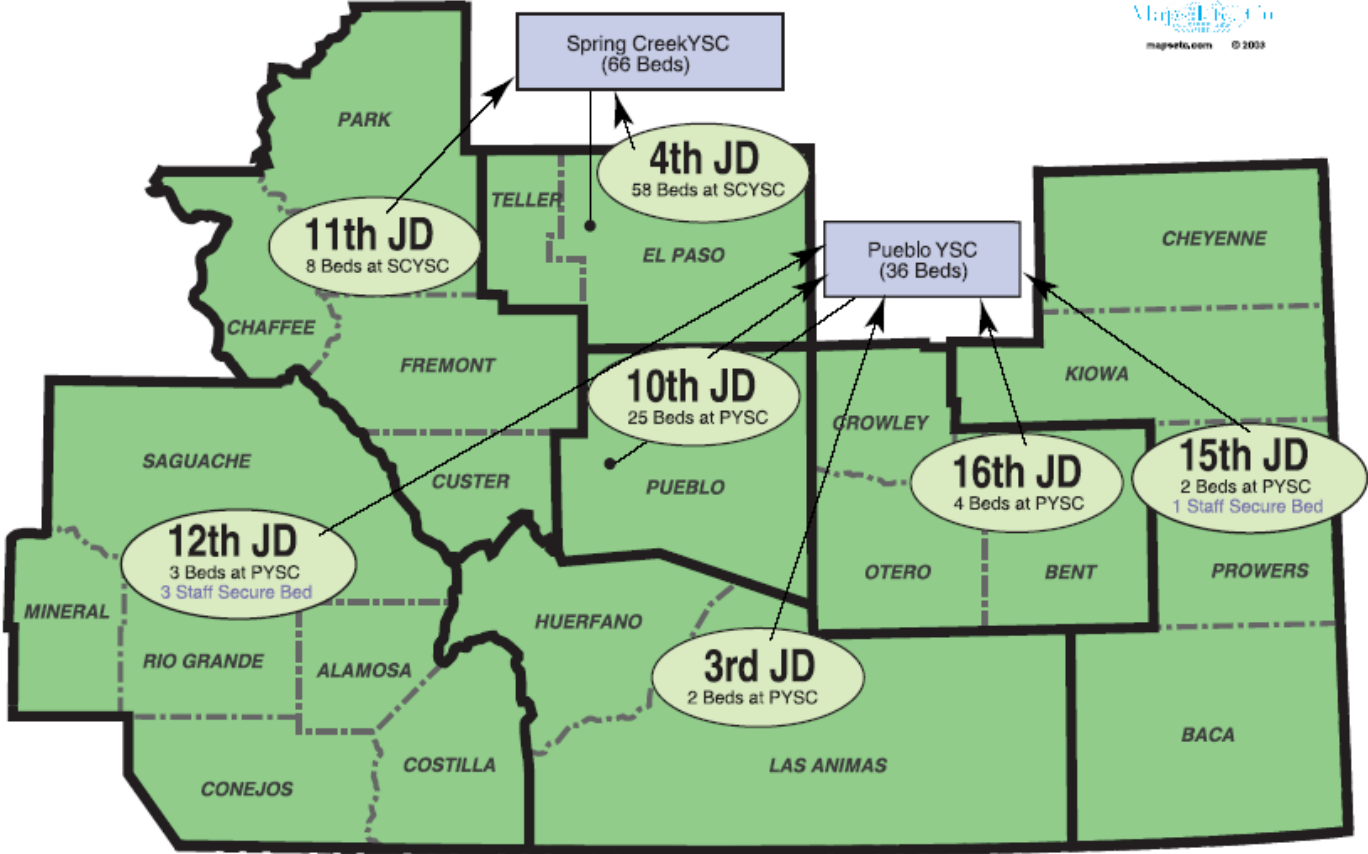 Spring CreekYSC
(66 Beds)
mapsetc.com © 2003
PARK
4th JD
58 Beds at SCYSC
TELLER
11th JD
8 Beds at SCYSC
EL PASO
Pueblo YSC
(36 Beds)
CHEYENNE
CHAFFEE
FREMONT
KIOWA
10th JD
25 Beds at PYSC
CROWLEY
SAGUACHE
CUSTER
PUEBLO
16th JD
4 Beds at PYSC
15th JD
2 Beds at PYSC
1 Staff Secure Bed
12th JD
3 Beds at PYSC
3 Staff Secure Bed
OTERO
BENT
PROWERS
MINERAL
HUERFANO
RIO GRANDE
ALAMOSA
3rd JD
2 Beds at PYSC
BACA
COSTILLA
LAS ANIMAS
CONEJOS